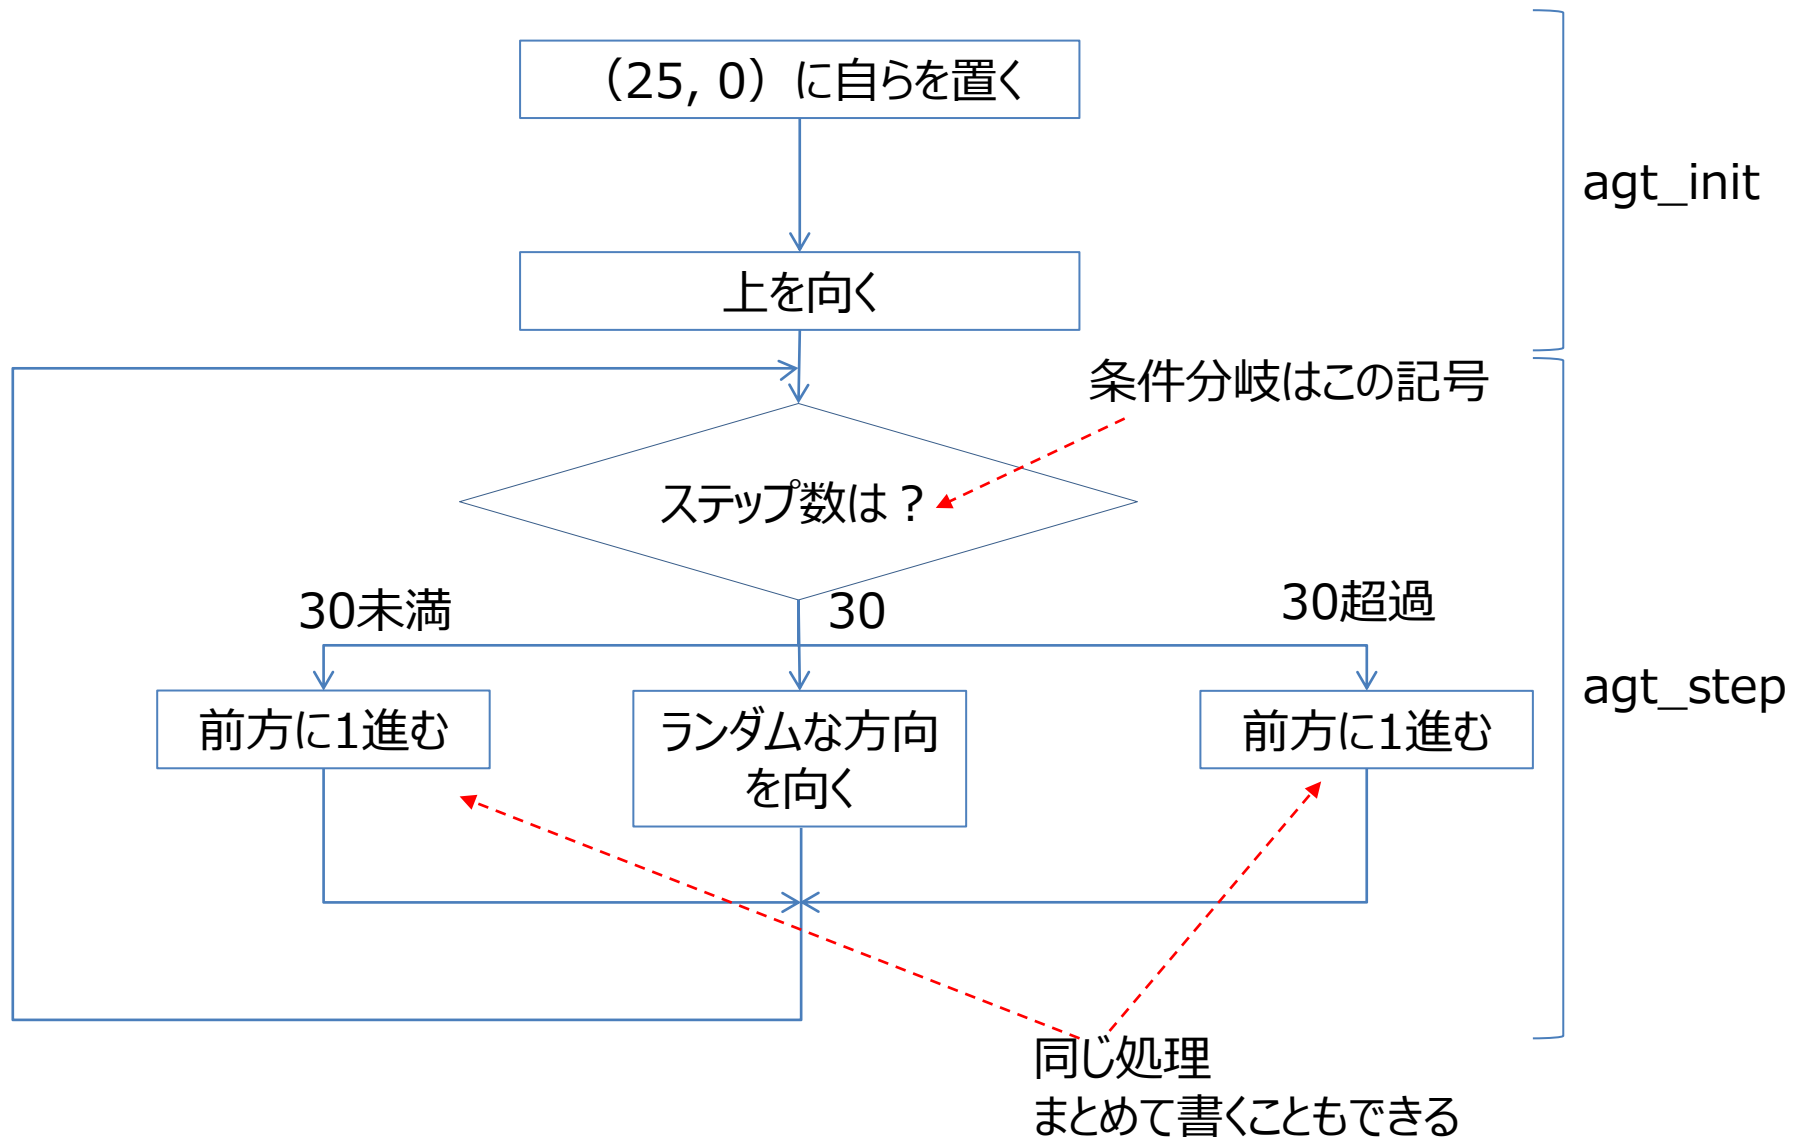 （25, 0）に自らを置く
agt_init
上を向く
条件分岐はこの記号
ステップ数は？
30未満
30
30超過
agt_step
前方に1進む
ランダムな方向
を向く
前方に1進む
同じ処理
まとめて書くこともできる